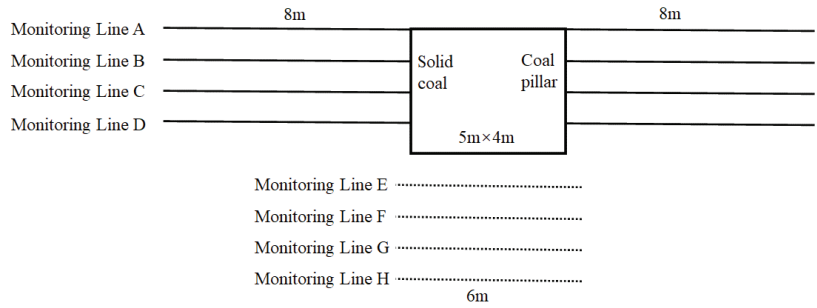 8m
8m
Monitoring Line A
Monitoring Line B
Solid
Coal
Monitoring Line C
coal
pillar
Monitoring Line D
5m×4m
Monitoring Line E
Monitoring Line F
Monitoring Line G
Monitoring Line H
6m